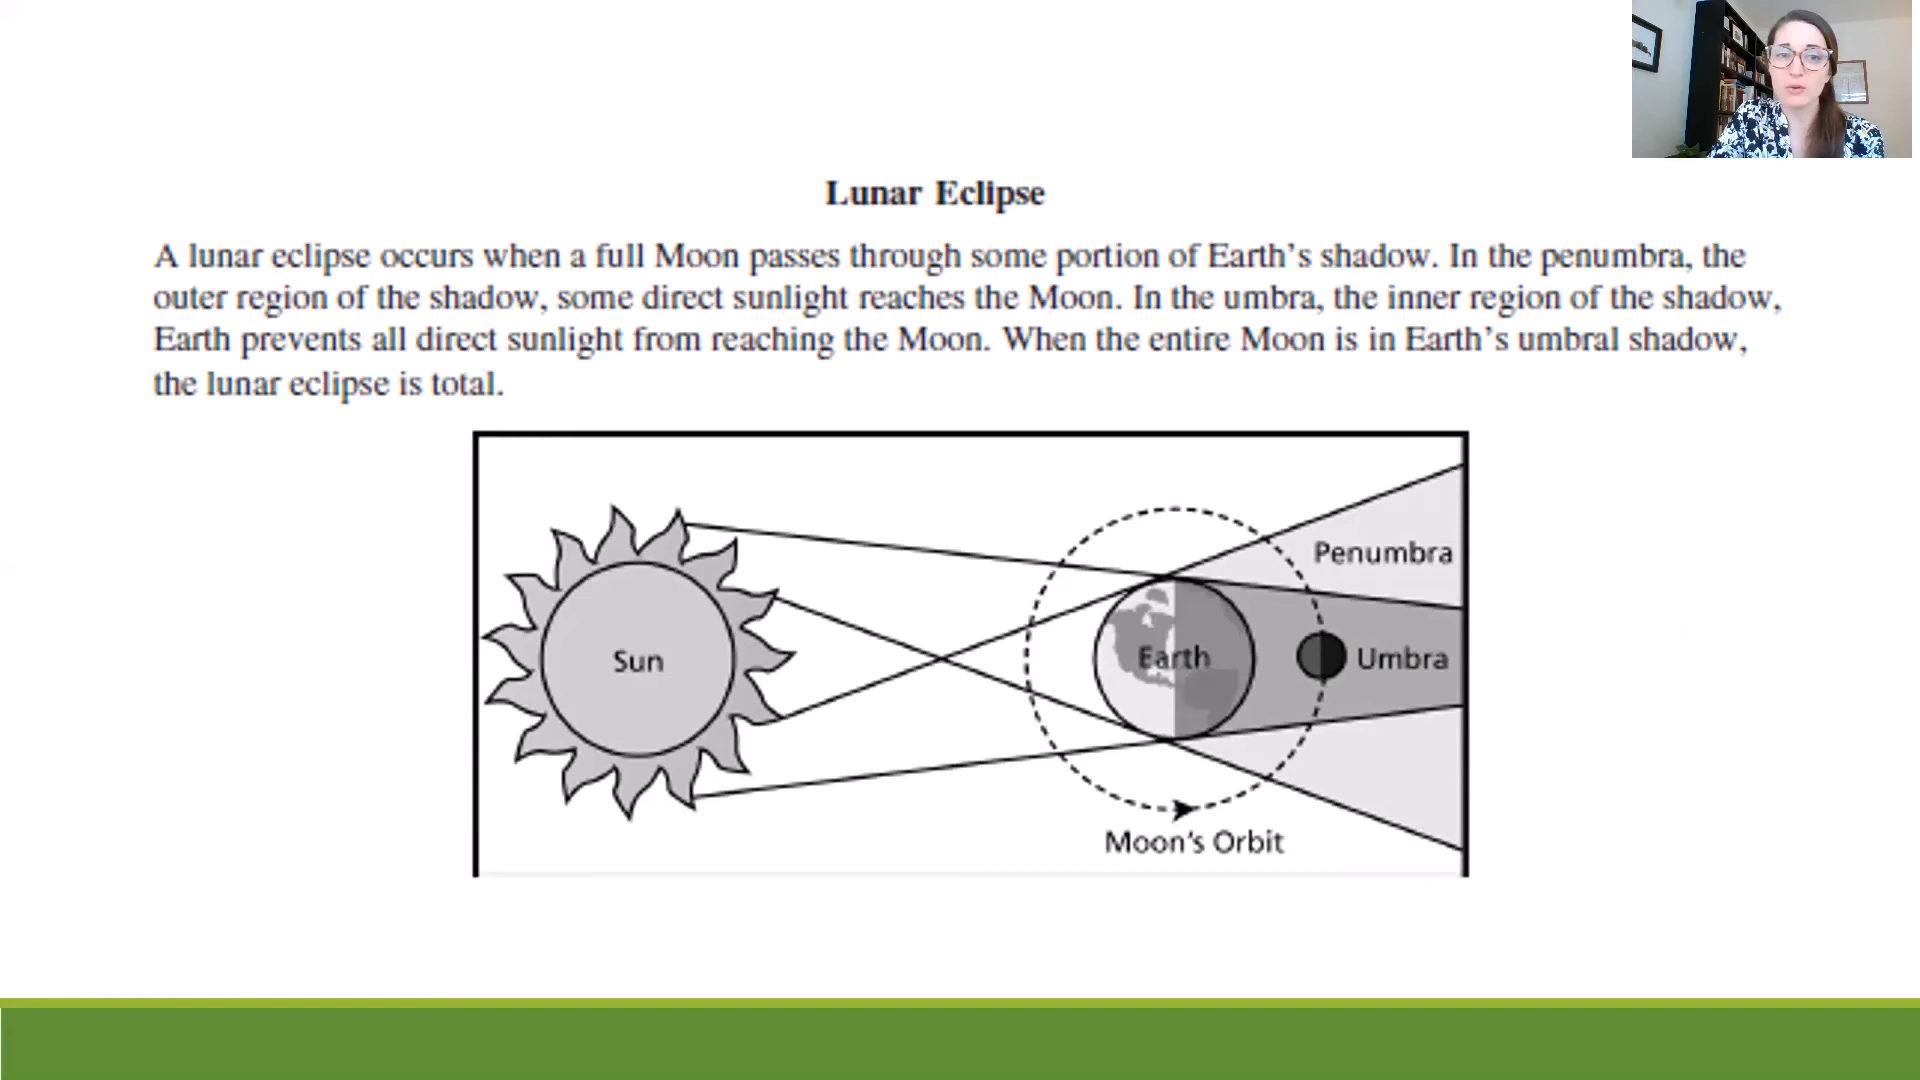 Lunar Eclipse
A lunar eclipse occurs when a full Moon passes through some portion of Earth’s shadow. In the penumbra, the
outer region of the shadow, some direct sunlight reaches the Moon. In the umbra, the inner region of the shadow,
Earth prevents all direct sunlight from reaching the Moon. When the entire Moon is in Earth’s umbral shadow,
the lunar eclipse is total.
Penumbra
Sun
Earth
Umbra
Moon’s Orbit